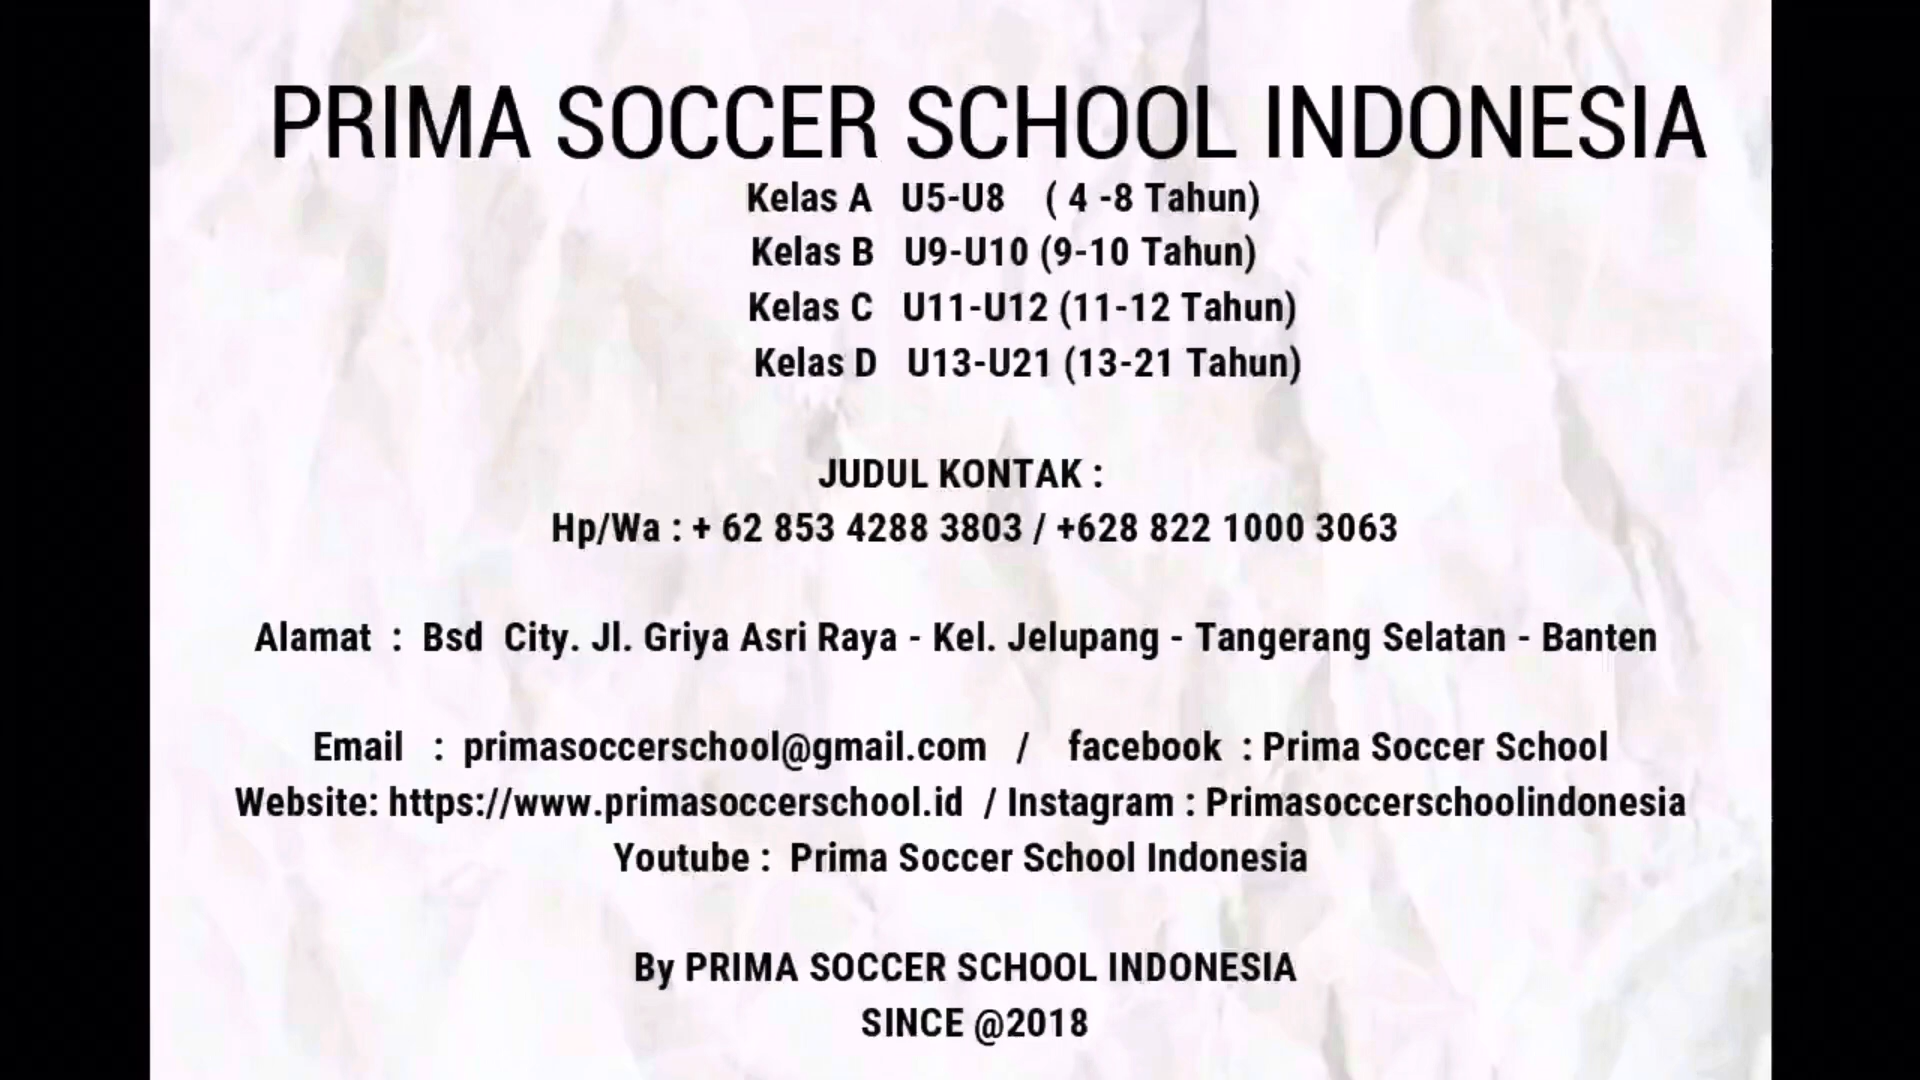 PRIMA SOCCER SCHOOL INDONESIA
Kelas A U5-U8 ( 4 -8 Tahun)
Kelas B U9-U10 (9-10 Tahun)
Kelas C U11-U12 (11-12 Tahun)
Kelas D U13-U21 (13-21 Tahun)
JUDUL KONTAK :
Hp/Wa : + 62 853 4288 3803 / +628 822 1000 3063
Alamat : Bsd City. Jl. Griya Asri Raya - Kel. Jelupang - Tangerang Selatan - Banten
Email : primasoccerschool@gmail.com / facebook : Prima Soccer School
Website: https://www.primasoccerschool.id / Instagram : Primasoccerschoolindonesia
Youtube : Prima Soccer School Indonesia
By PRIMA SOCCER SCHOOL INDONESIA
SINCE @2018